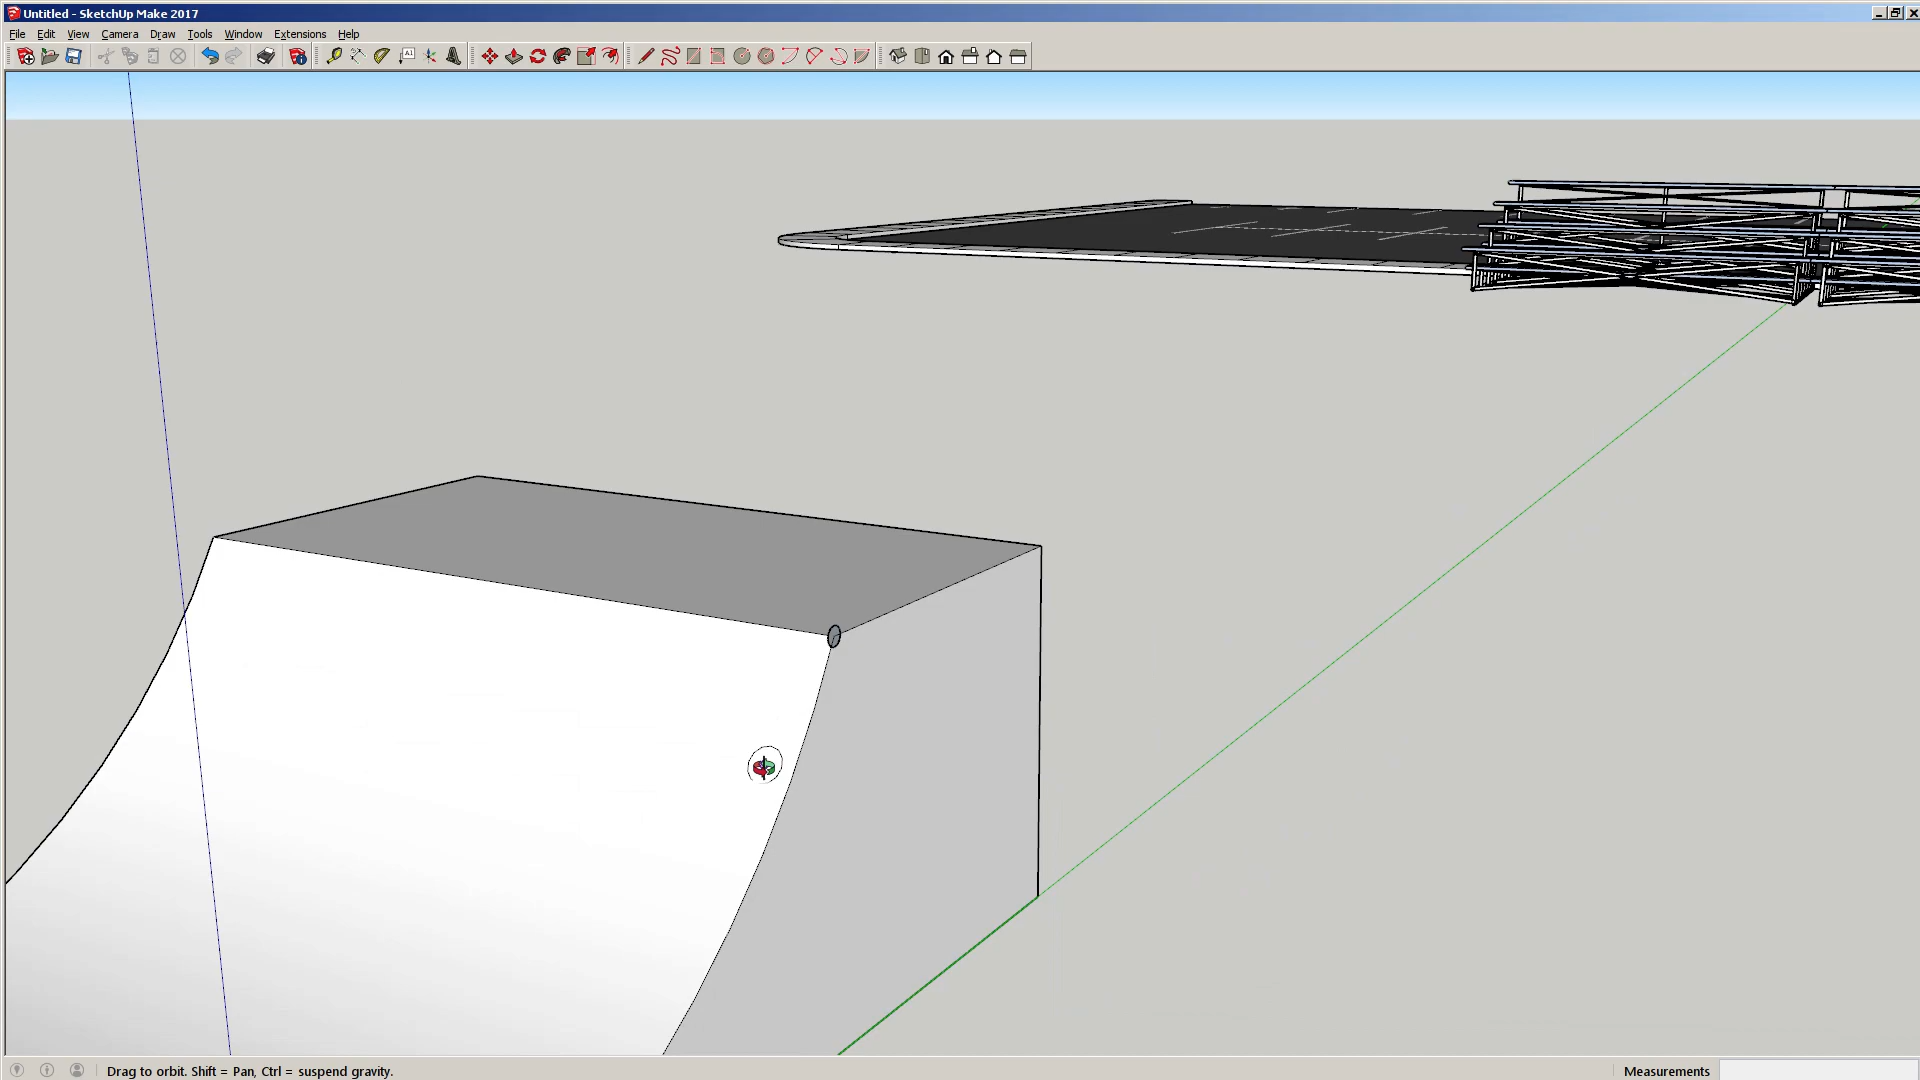 Untitled - SketchUp Make 2017
File Edit View Camera Draw Tools Window Extensions Help
A1
Drag to orbit. Shift = Pan, Ctrl = suspend gravity.
Measurements